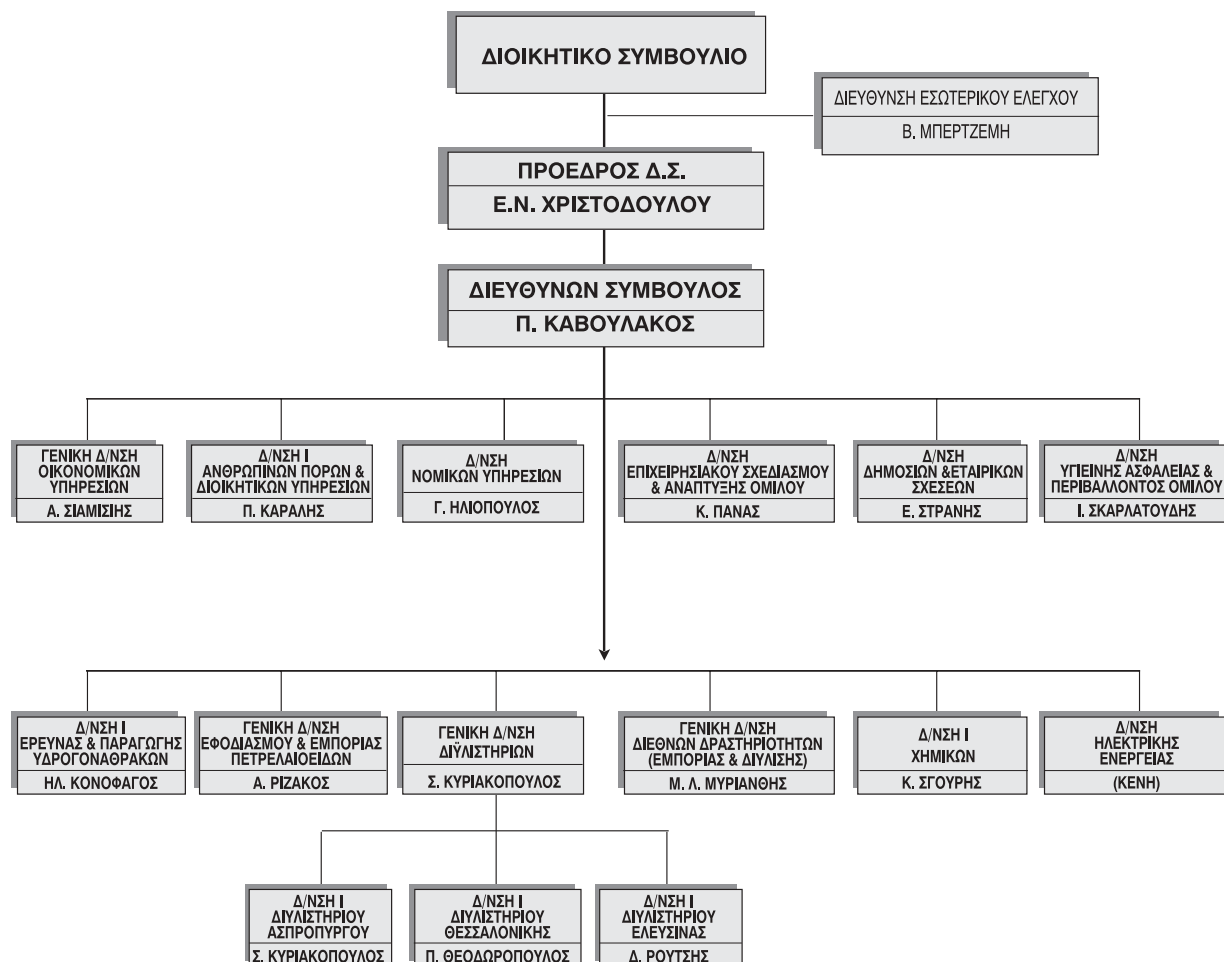 ΔΙΟΙΚΗΤΙΚΟ ΣΥΜΒΟΥΛΙΟ
ΔΙΕΥΘΥΝΣΗ ΕΣΩΤΕΡΙΚΟΥ ΕΛΕΓΧΟΥ
Β. ΜΠΕΡΤΖΕΜΗ
ΠΡΟΕΔΡΟΣ Δ.Σ.
Ε.Ν. ΧΡΙΣΤΟΔΟΥΛΟΥ
ΔΙΕΥΘΥΝΩΝ ΣΥΜΒΟΥΛΟΣ
Π. ΚΑΒΟΥΛΑΚΟΣ
ΓΕΝΙΚΗ Δ/ΝΣΗ
ΟΙΚΟΝΟΜΙΚΩΝ
ΥΠΗΡΕΣΙΩΝ
Α. ΣΙΑΜΙΣΙΗΣ
Δ/ΝΣΗ Ι
ΑΝΘΡΩΠΙΝΩΝ ΠΟΡΩΝ &
ΔΙΟΙΚΗΤΙΚΩΝ ΥΠΗΡΕΣΙΩΝ
Π. ΚΑΡΑΛΗΣ
Δ/ΝΣΗ
ΝΟΜΙΚΩΝ ΥΠΗΡΕΣΙΩΝ
Γ. ΗΛΙΟΠΟΥΛΟΣ
Δ/ΝΣΗ
ΕΠΙΧΕΙΡΗΣΙΑΚΟΥ ΣΧΕΔΙΑΣΜΟΥ
& ΑΝΑΠΤΥΞΗΣ ΟΜΙΛΟΥ
Κ. ΠΑΝΑΣ
Δ/ΝΣΗ
ΔΗΜΟΣΙΩΝ &ΕΤΑΙΡΙΚΩΝ
ΣΧΕΣΕΩΝ
Ε. ΣΤΡΑΝΗΣ
Δ/ΝΣΗ
ΥΓΙΕΙΝΗΣ ΑΣΦΑΛΕΙΑΣ &
ΠΕΡΙΒΑΛΛΟΝΤΟΣ ΟΜΙΛΟΥ
Ι. ΣΚΑΡΛΑΤΟΥΔΗΣ
Δ/ΝΣΗ Ι
ΕΡΕΥΝΑΣ & ΠΑΡΑΓΩΓΗΣ
ΥΔΡΟΓΟΝΑΘΡΑΚΩΝ
ΗΛ. ΚΟΝΟΦΑΓΟΣ
ΓΕΝΙΚΗ Δ/ΝΣΗ
ΕΦΟΔΙΑΣΜΟΥ & ΕΜΠΟΡΙΑΣ
ΠΕΤΡΕΛΑΙΟΕΙΔΩΝ
Α. ΡΙΖΑΚΟΣ
ΓΕΝΙΚΗ Δ/ΝΣΗ
ΔΙΫΛΙΣΤΗΡΙΩΝ
Σ. ΚΥΡΙΑΚΟΠΟΥΛΟΣ
ΓΕΝΙΚΗ Δ/ΝΣΗ
ΔΙΕΘΝΩΝ ΔΡΑΣΤΗΡΙΟΤΗΤΩΝ
(ΕΜΠΟΡΙΑΣ & ΔΙΥΛΙΣΗΣ)
Μ. Λ. ΜΥΡΙΑΝΘΗΣ
Δ/ΝΣΗ Ι
ΧΗΜΙΚΩΝ
Κ. ΣΓΟΥΡΗΣ
Δ/ΝΣΗ
ΗΛΕΚΤΡΙΚΗΣ
ΕΝΕΡΓΕΙΑΣ
(ΚΕΝΗ)
Δ/ΝΣΗ Ι
ΔΙΥΛΙΣΤΗΡΙΟΥ
ΑΣΠΡΟΠΥΡΓΟΥ
Σ. ΚΥΡΙΑΚΟΠΟΥΛΟΣ
Δ/ΝΣΗ Ι
ΔΙΥΛΙΣΤΗΡΙΟΥ
ΘΕΣΣΑΛΟΝΙΚΗΣ
Π. ΘΕΟΔΩΡΟΠΟΥΛΟΣ
Δ/ΝΣΗ Ι
ΔΙΥΛΙΣΤΗΡΙΟΥ
ΕΛΕΥΣΙΝΑΣ
Δ. ΡΟΥΤΣΗΣ